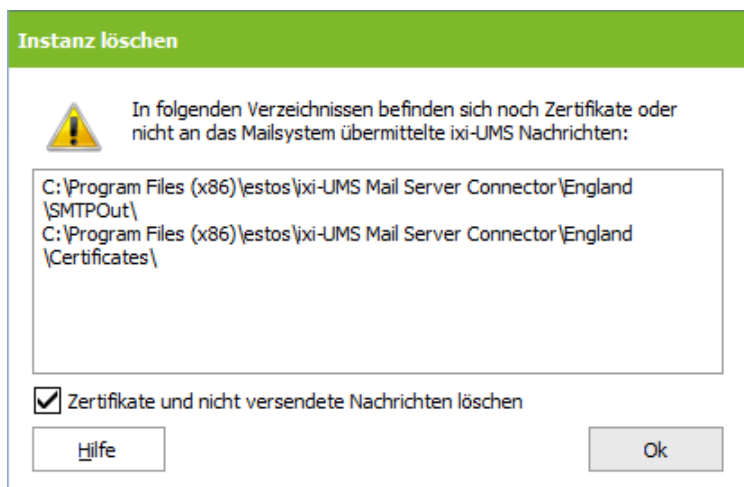 Instanz löschen
In folgenden Verzeichnissen befinden sich noch Zertifikate oder
nicht an das Mailsystem übermittelte ixi-UMS Nachrichten:
C:\Program Files (x86)\estos\ixi-UMS Mail Server Connector\England
\SMTPOut\
C:\Program Files (x86)\estos\ixi-UMS Mail Server Connector\England
\Certificates\
Zertifikate und nicht versendete Nachrichten löschen
Hilfe
Ok